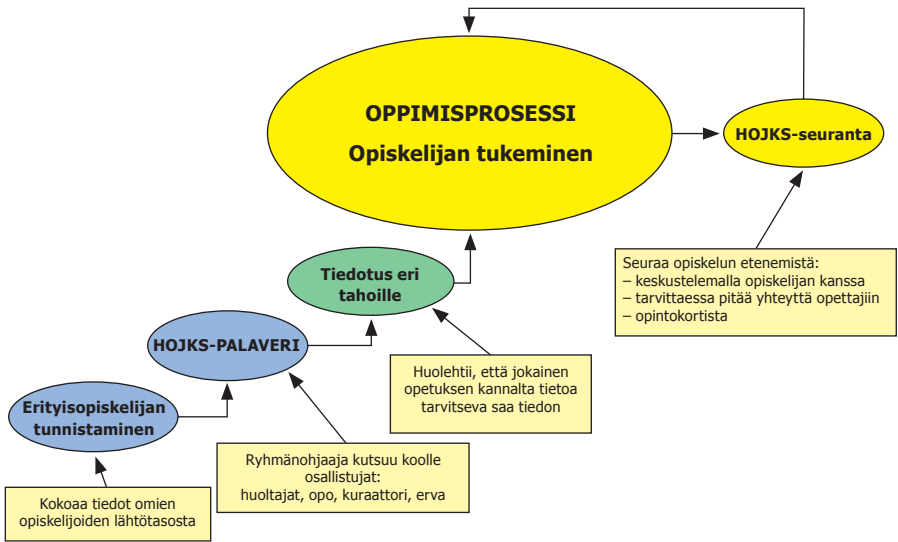 OPPIMISPROSESSI
Opiskelijan tukeminen
HOJKS-seuranta
Tiedotus eri
tahoille
Seuraa opiskelun etenemistä:
– keskustelemalla opiskelijan kanssa
– tarvittaessa pitää yhteyttä opettajiin
– opintokortista
HOJKS-PALAVERI
Huolehtii, että jokainen
opetuksen kannalta tietoa
tarvitseva saa tiedon
Erityisopiskelijan
tunnistaminen
Ryhmänohjaaja kutsuu koolle
osallistujat:
huoltajat, opo, kuraattori, erva
Kokoaa tiedot omien
opiskelijoiden lähtötasosta